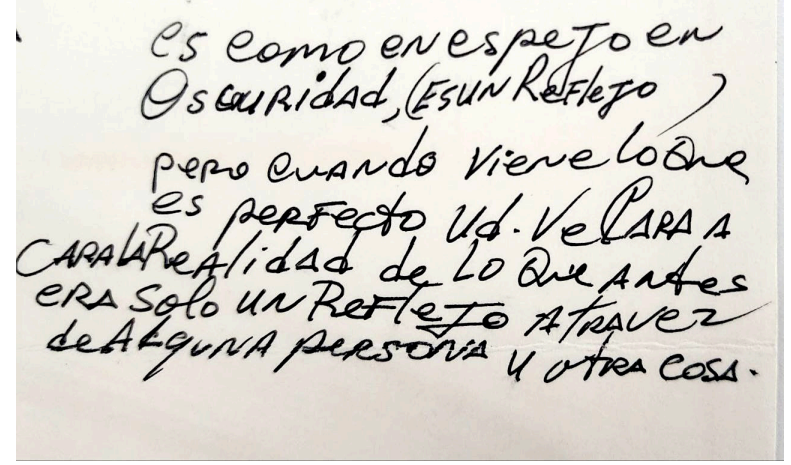 es como en espejo en
Oscuridad, (Es un Reflejo)
pero cuando viene lo que
es perfecto Ud. Ve Cara a
Cara la Realidad de lo que antes
era solo un Reflejo atravez
de alguna persona u otra cosa.